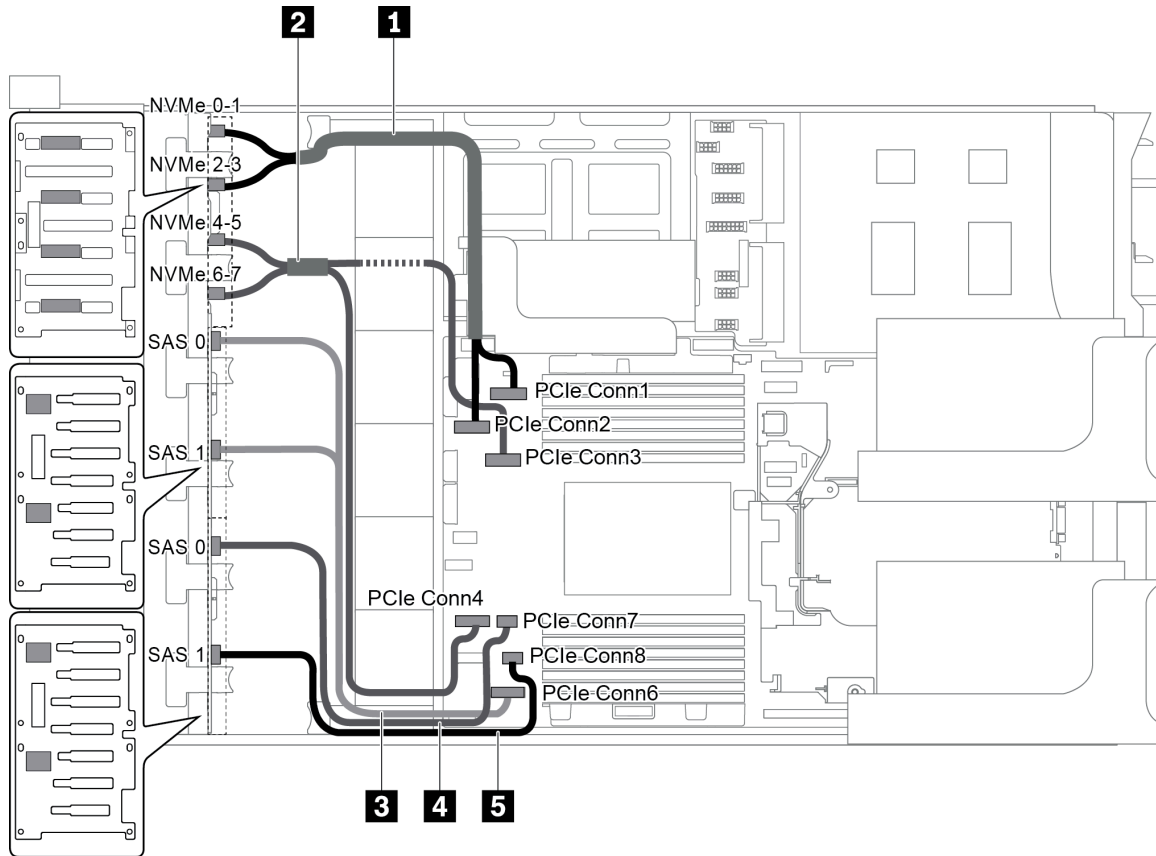 2
1
NVMe 0-1
NVMe 2-3
NVMe 4-5
NVMe 6-7
SAS 0
PCIe Conn1
PCIe Conn2
SAS 1
PCIe Conn3
SAS 0
PCIe Conn4
PCIe Conn7
SAS 1
PCIe Conn8
PCIe Conn6
3
4
5